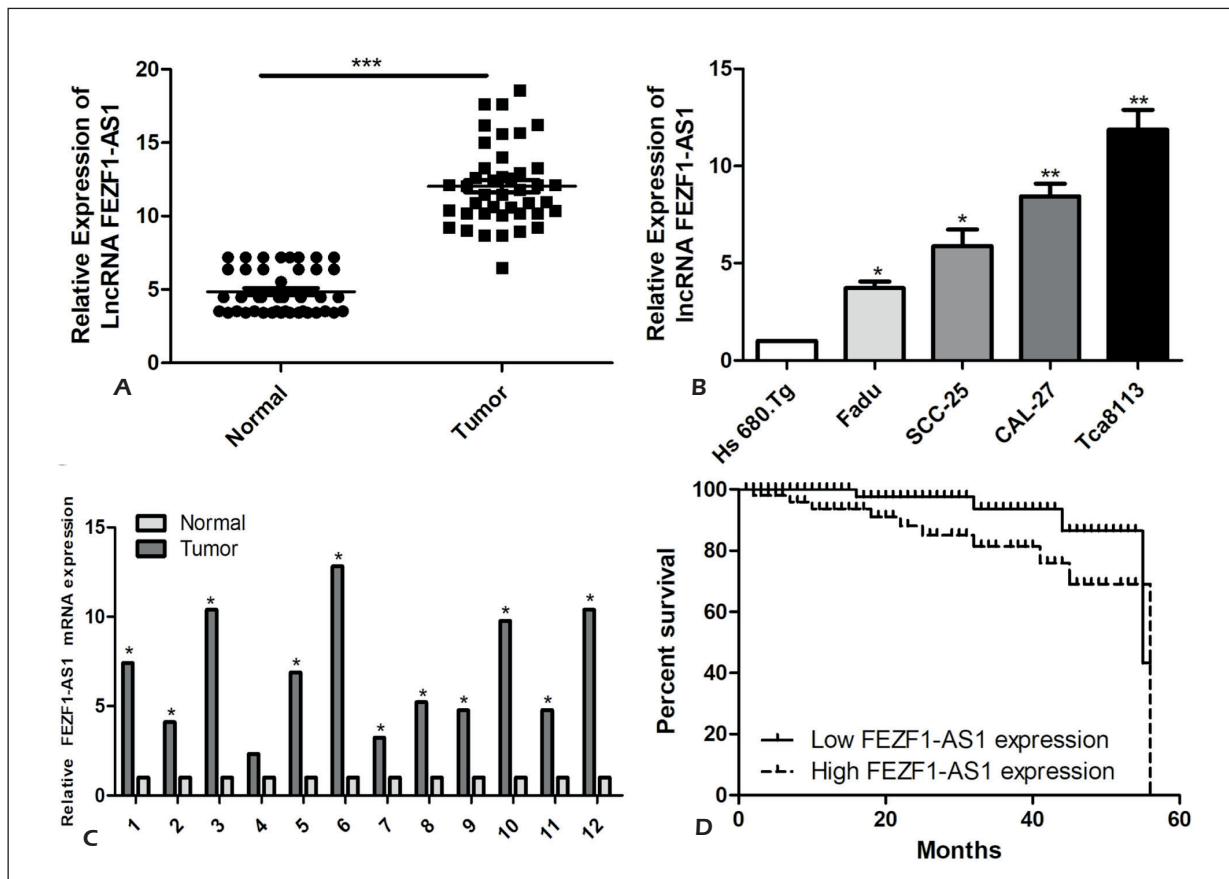 ***
Relative Expression of
LncRNA FEZF1-AS1
20
15
10
5
0
Normal
Tumor
A
Relative Expression of
lncRNA FEZF1-AS1
15
10
5
0
*
*
**
**
Hs 680.Tg
Fadu
SCC-25
CAL-27
Tca8113
B
Relative FEZF1-AS1 mRNA expression
Normal
Tumor
15
10
5
0
*
*
*
*
*
*
*
*
*
*
*
1
2
3
4
5
6
7
8
9
10
11
12
C
Percent survival
100
80
60
40
20
0
Low FEZF1-AS1 expression
High FEZF1-AS1 expression
0
20
40
60
Months
D